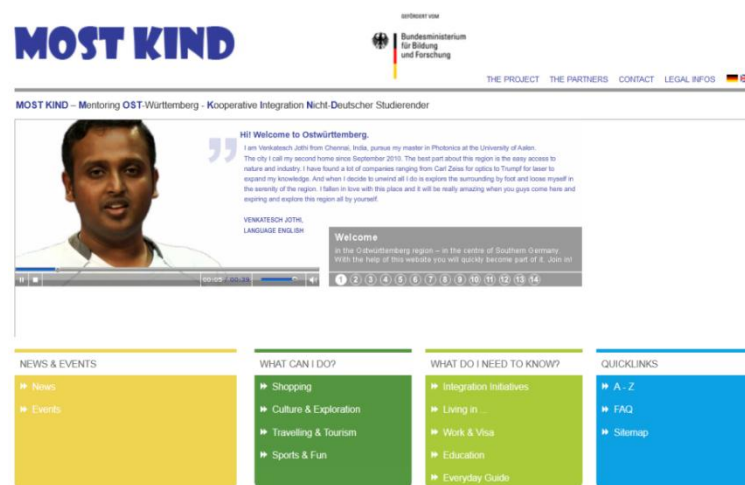 GEFÖRDERT VOM
MOST KIND
Bundesministerium
für Bildung
und Forschung
THE PROJECT THE PARTNERS CONTACT LEGAL INFOS
MOST KIND – Mentoring OST-Württemberg - Kooperative Integration Nicht-Deutscher Studierender
Hi! Welcome to Ostwürttemberg.
I am Venkatesch Jothi from Chennai, India, pursus my master in Photonics at the University of Aalen.
The city I call my second home since September 2010. The best part about this region is the easy access to
nature and industry. I have found a lot of companies ranging from Carl Zeiss for optics to Trumpf for laser to
expand my knowledge. And when I decide to unwind all I do is explore the surrounding by foot and loose myself in
the serenity of the region. I fallen in love with this place and it will be really amazing when you guys come here and
expiring and explore this region all by yourself.
VENKATESCH JOTHI,
LANGUAGE ENGLISH
Welcome
in the Ostwürttemberg region – in the centre of Southern Germany.
With the help of this website you will quickly become part of it. Join in!
00:05 / 00:39
1 2 3 4 5 6 7 8 9 10 11 12 13 14
NEWS & EVENTS
News
Events
WHAT CAN I DO?
Shopping
Culture & Exploration
Travelling & Tourism
Sports & Fun
WHAT DO I NEED TO KNOW?
Integration Initiatives
Living in ...
Work & Visa
Education
Everyday Guide
QUICKLINKS
A - Z
FAQ
Sitemap